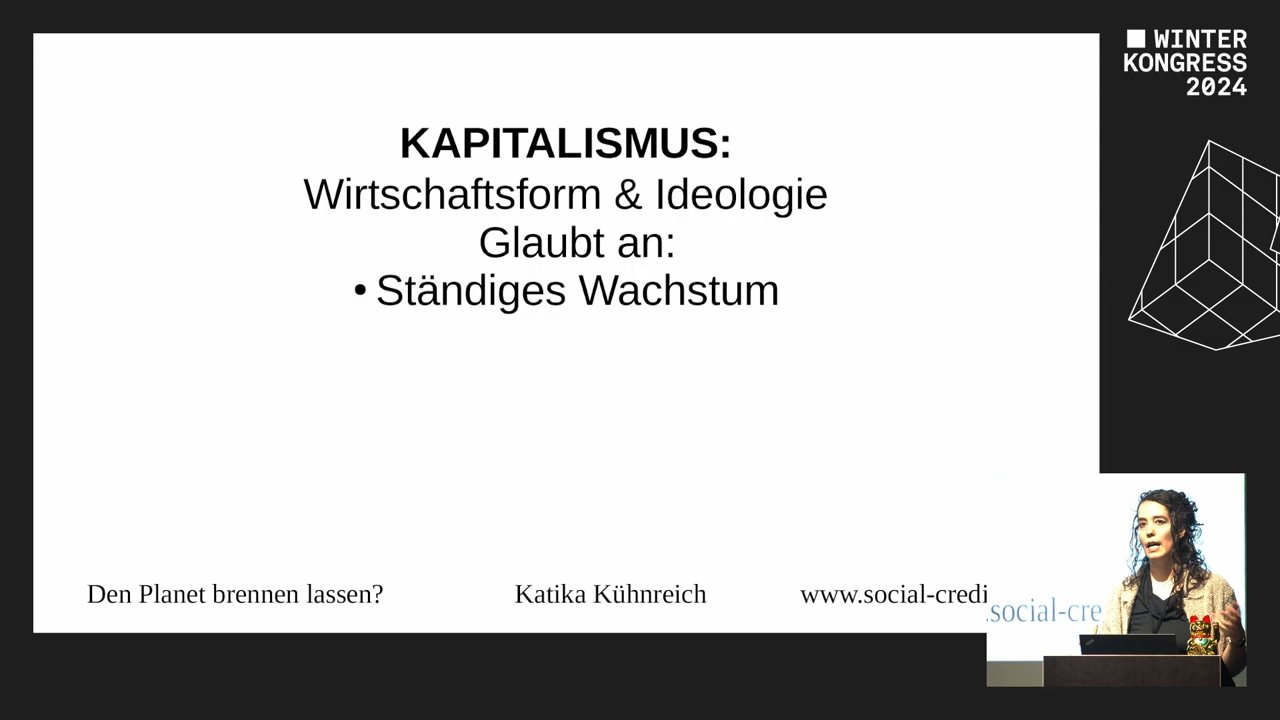 WINTER
KONGRESS
2024
KAPITALISMUS:
Wirtschaftsform & Ideologie
Glaubt an:
• Ständiges Wachstum
Den Planet brennen lassen? Katika Kühnreich www.social-credi
.social-cre